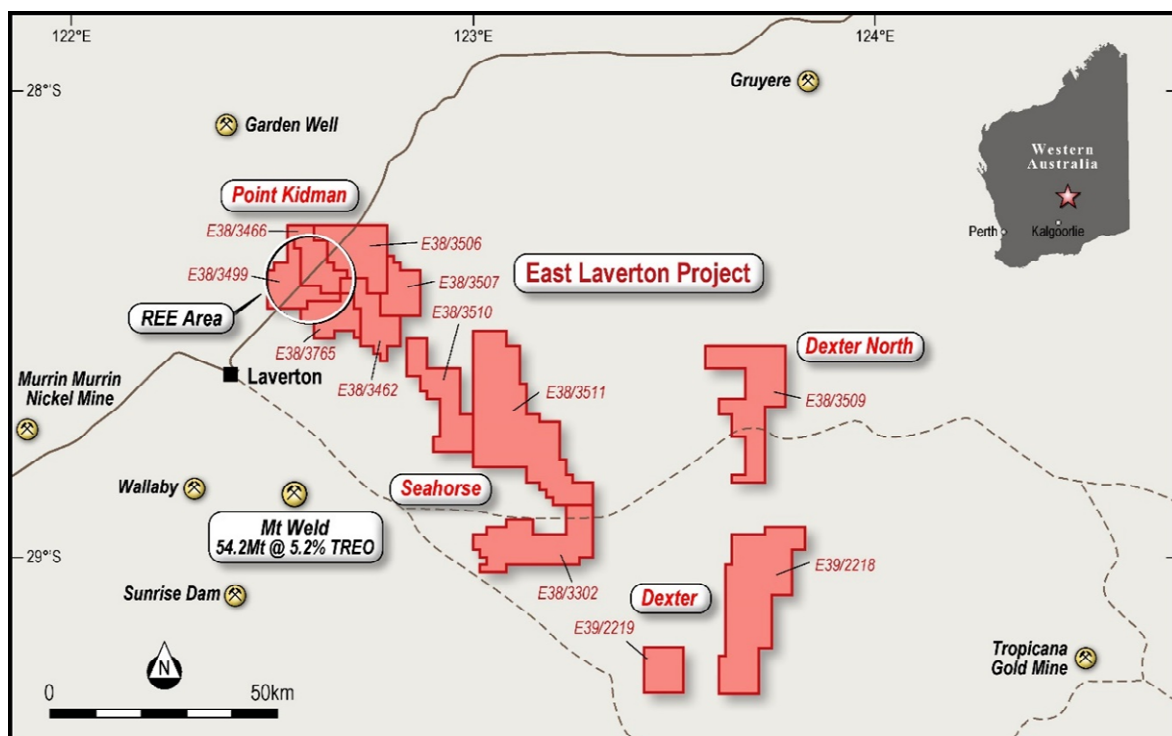 122°E
123°E
124°E
28°S
Gruyere
Garden Well
Western
Australia
Perth
Kalgoorlie
Point Kidman
E38/3466
E38/3506
E38/3499
E38/3507
East Laverton Project
REE Area
E38/3510
E38/3765
E38/3462
Laverton
Dexter North
E38/3511
E38/3509
Murrin Murrin
Nickel Mine
Wallaby
Seahorse
Mt Weld
54.2Mt @ 5.2% TREO
29°S
Sunrise Dam
E38/3302
Dexter
E39/2218
E39/2219
Tropicana
Gold Mine
N
0
50km